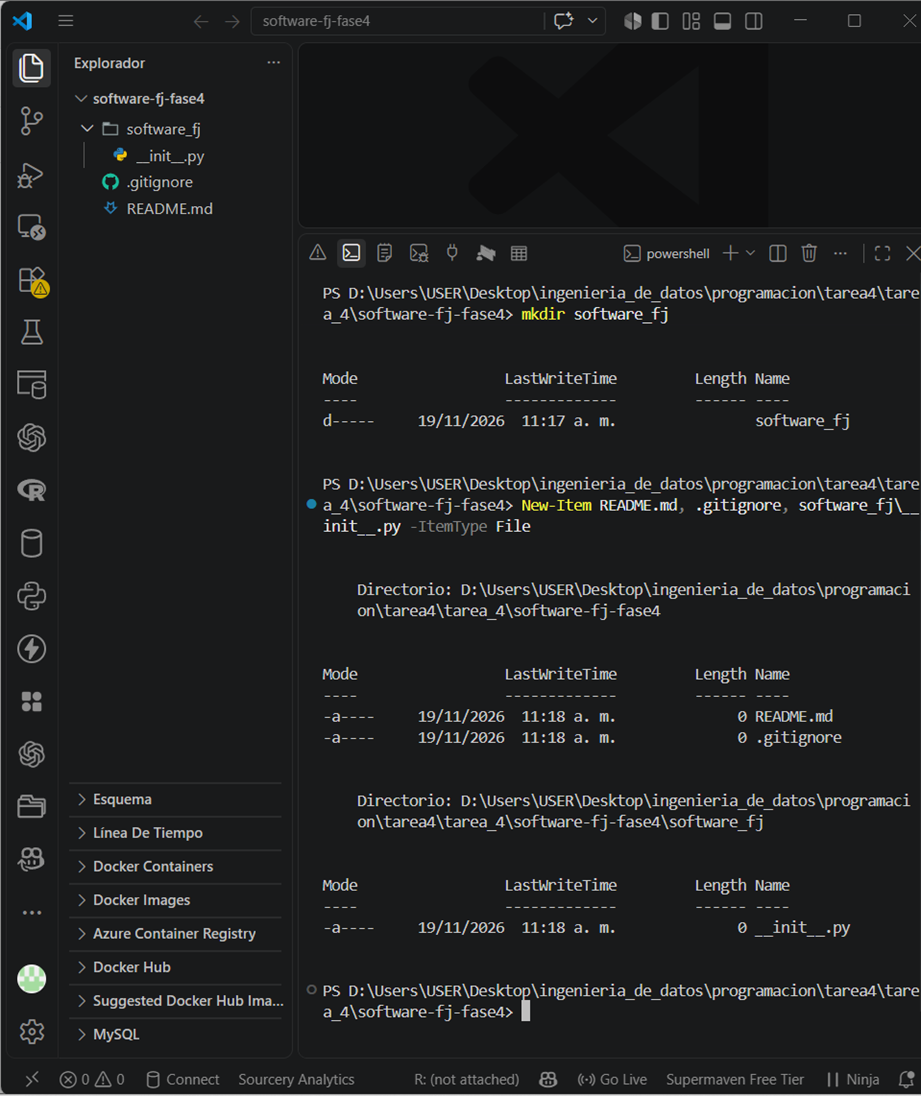 software-fj-fase4
Explorador
software-fj-fase4
software_fj
__init__.py
.gitignore
README.md
Esquema
Línea De Tiempo
Docker Containers
Docker Images
Azure Container Registry
Docker Hub
Suggested Docker Hub Ima...
MySQL
powershell
PS D:\Users\USER\Desktop\ingenieria_de_datos\programacion\tarea4\tare
a_4\software-fj-fase4> mkdir software_fj
Mode LastWriteTime Length Name
---- ------------- ------ ----
d----- 19/11/2026 11:17 a. m. software_fj
PS D:\Users\USER\Desktop\ingenieria_de_datos\programacion\tarea4\tare
a_4\software-fj-fase4> New-Item README.md, .gitignore, software_fj\__
init__.py -ItemType File
Directorio: D:\Users\USER\Desktop\ingenieria_de_datos\programaci
on\tarea4\tarea_4\software-fj-fase4
Mode LastWriteTime Length Name
---- ------------- ------ ----
-a---- 19/11/2026 11:18 a. m. 0 README.md
-a---- 19/11/2026 11:18 a. m. 0 .gitignore
Directorio: D:\Users\USER\Desktop\ingenieria_de_datos\programaci
on\tarea4\tarea_4\software-fj-fase4\software_fj
Mode LastWriteTime Length Name
---- ------------- ------ ----
-a---- 19/11/2026 11:18 a. m. 0 __init__.py
PS D:\Users\USER\Desktop\ingenieria_de_datos\programacion\tarea4\tare
a_4\software-fj-fase4>
0 0 Connect Sourcery Analytics R: (not attached) Go Live Supermaven Free Tier Ninja